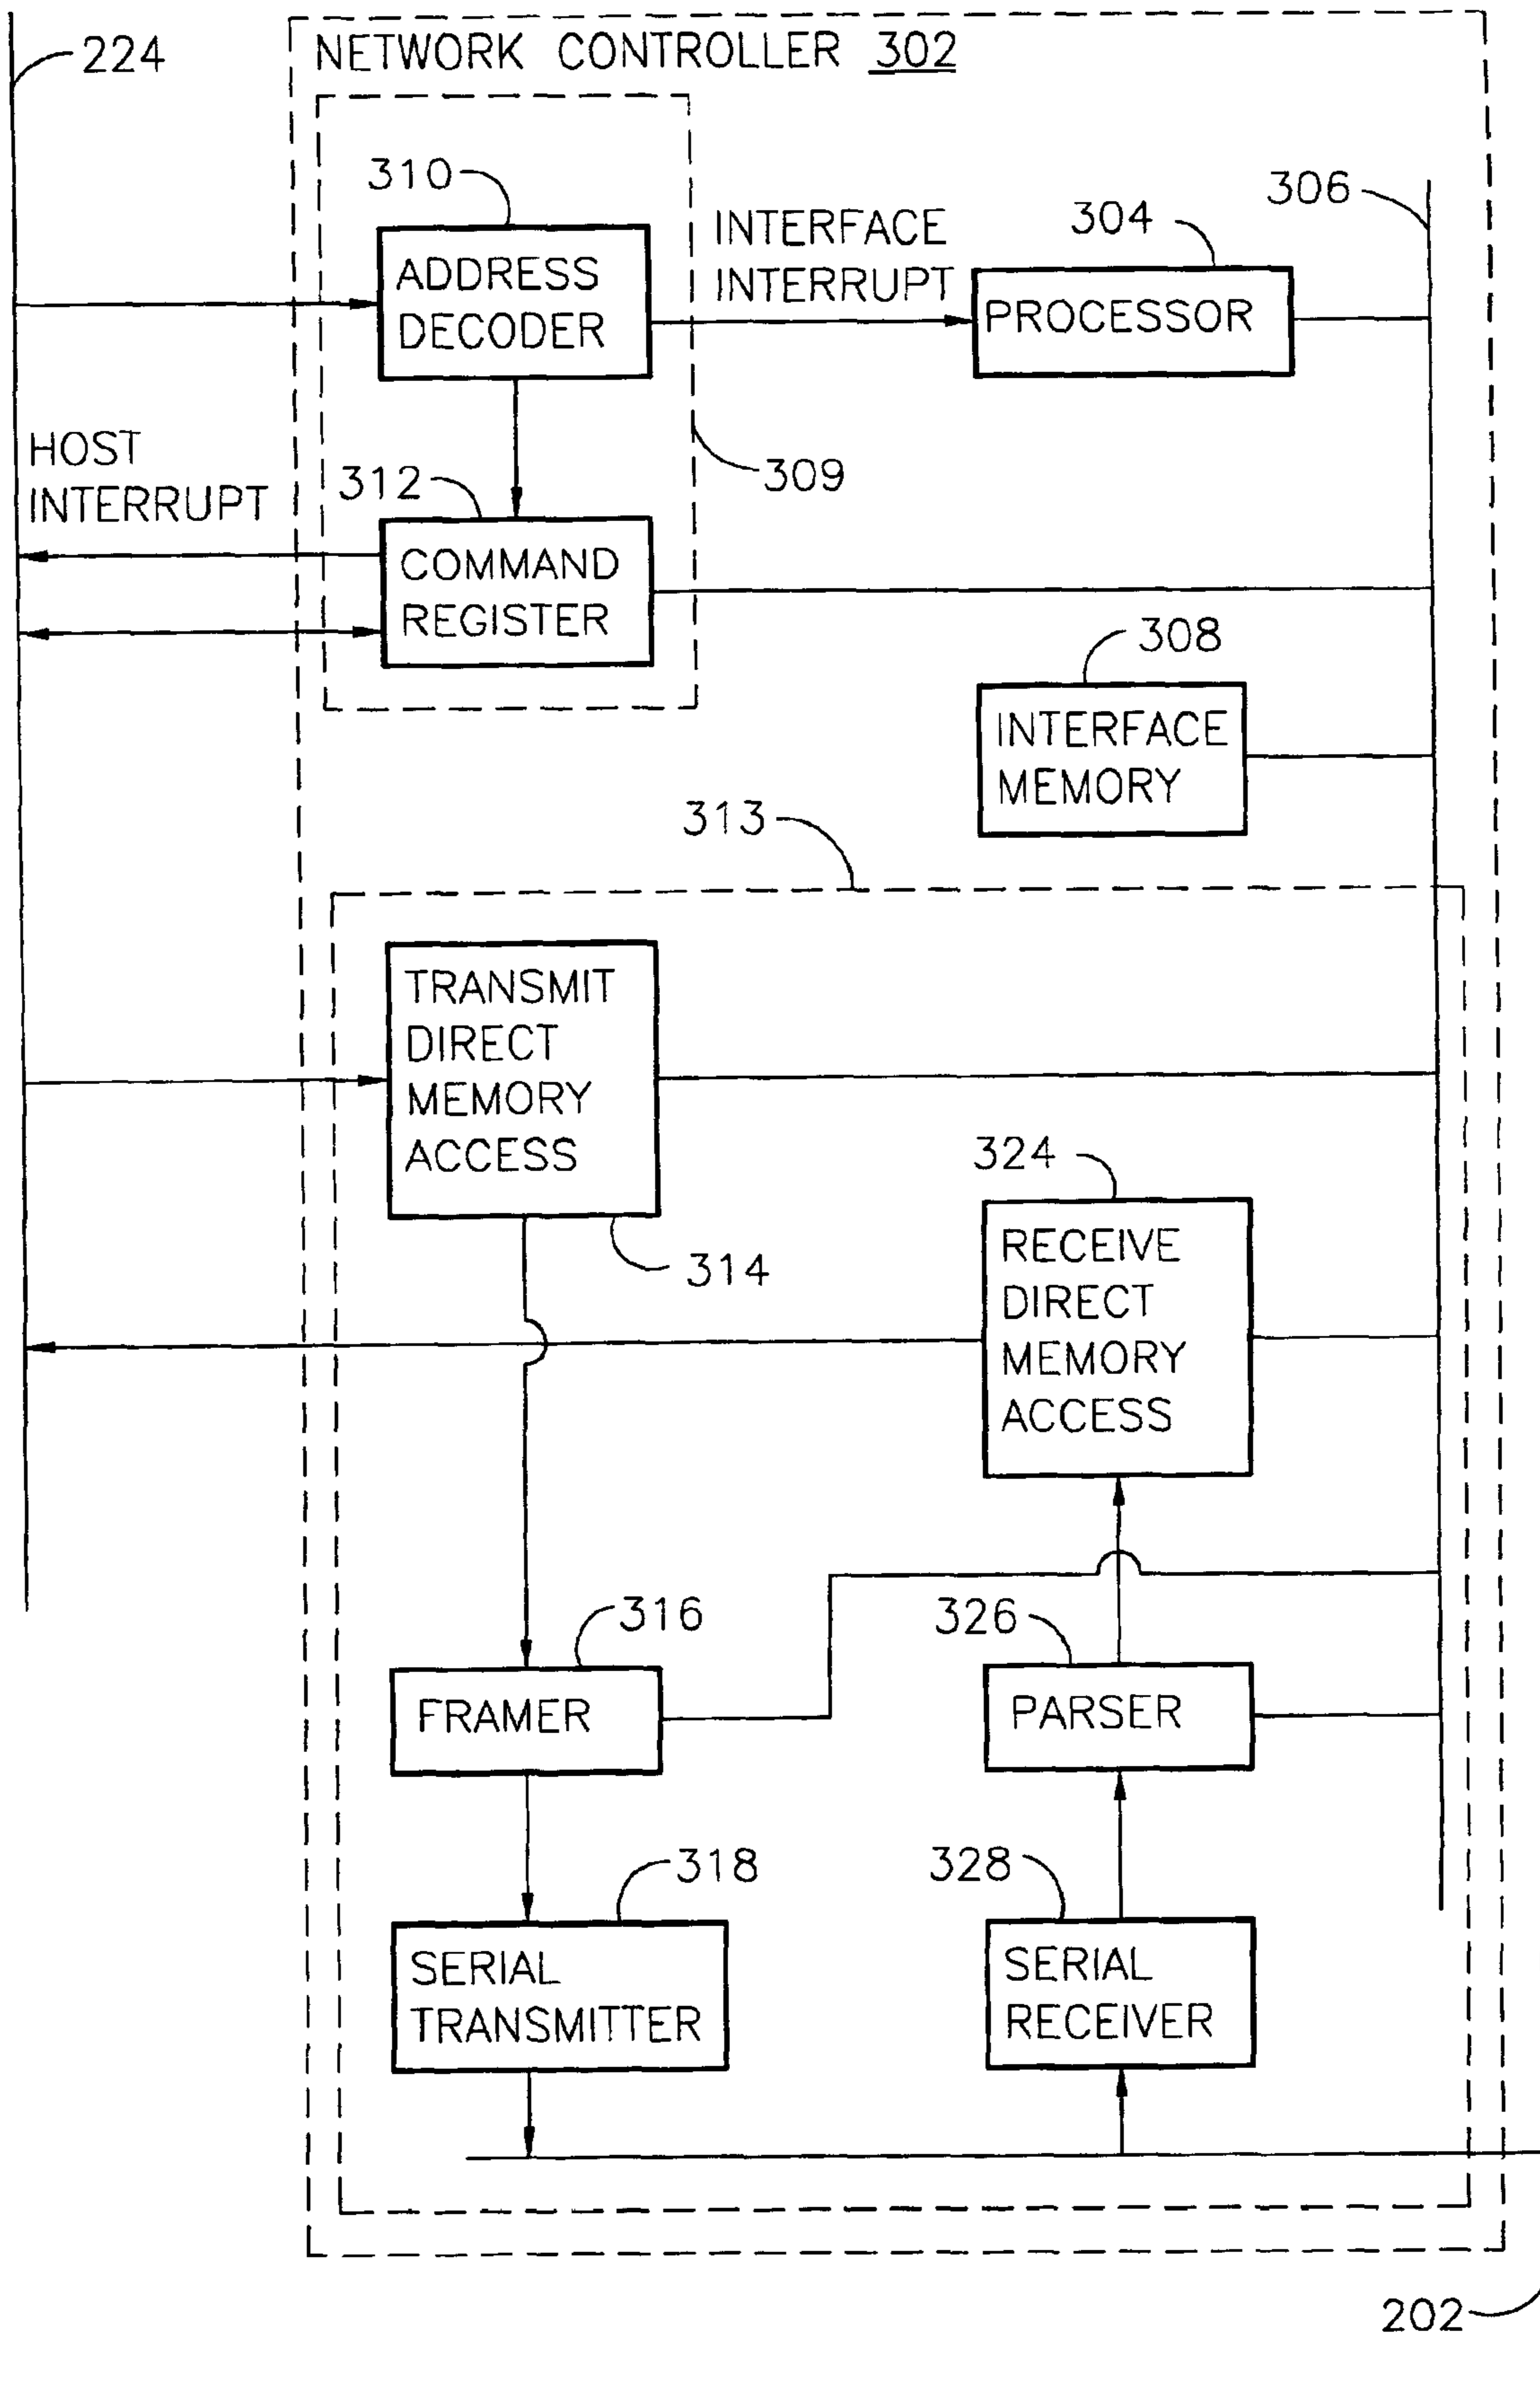 224
NETWORK CONTROLLER 302
310
306
INTERFACE
INTERRUPT
304
ADDRESS
DECODER
PROCESSOR
HOST
INTERRUPT
309
312
COMMAND
REGISTER
308
INTERFACE
MEMORY
313
TRANSMIT
DIRECT
MEMORY
ACCESS
324
314
RECEIVE
DIRECT
MEMORY
ACCESS
316
326
FRAMER
PARSER
318
328
SERIAL
TRANSMITTER
SERIAL
RECEIVER
202